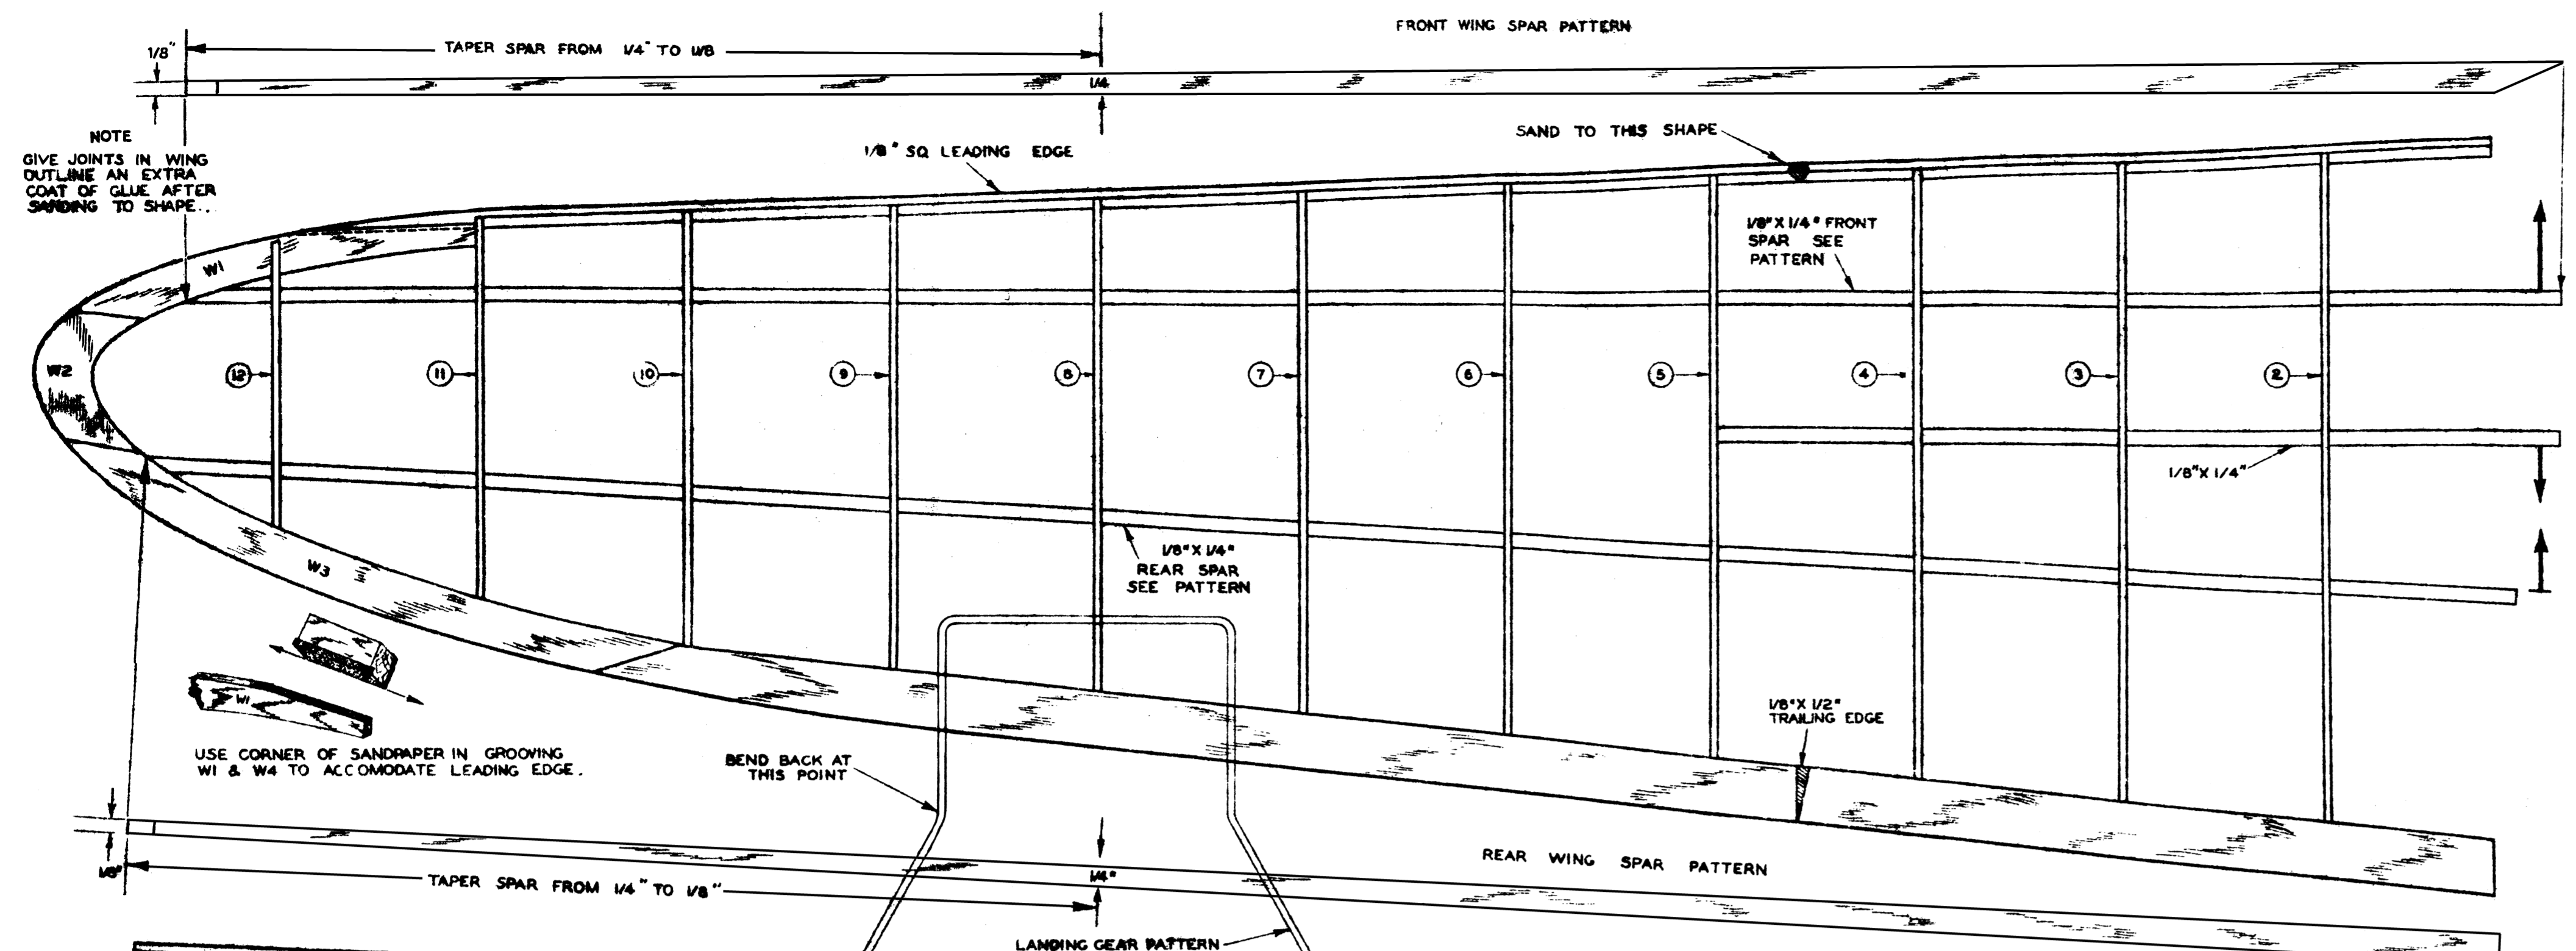 FRONT WING SPAR PATTERN
1/8"
TAPER SPAR FROM 1/4" TO 1/8
1/4
NOTE
GIVE JOINTS IN WING
OUTLINE AN EXTRA
COAT OF GLUE AFTER
SANDING TO SHAPE..
1/8" SQ LEADING EDGE
SAND TO THIS SHAPE
1/8"X1/4" FRONT
SPAR SEE
PATTERN
W1
W2
12
11
10
9
8
7
6
5
4
3
2
1/8"X1/4"
1/8"X1/4"
REAR SPAR
SEE PATTERN
W3
W1
USE CORNER OF SANDPAPER IN GROOVING
W1 & W4 TO ACCOMODATE LEADING EDGE.
BEND BACK AT
THIS POINT
1/8"X 1/2"
TRAILING EDGE
REAR WING SPAR PATTERN
1/8"
TAPER SPAR FROM 1/4" TO 1/8"
1/4"
LANDING GEAR PATTERN